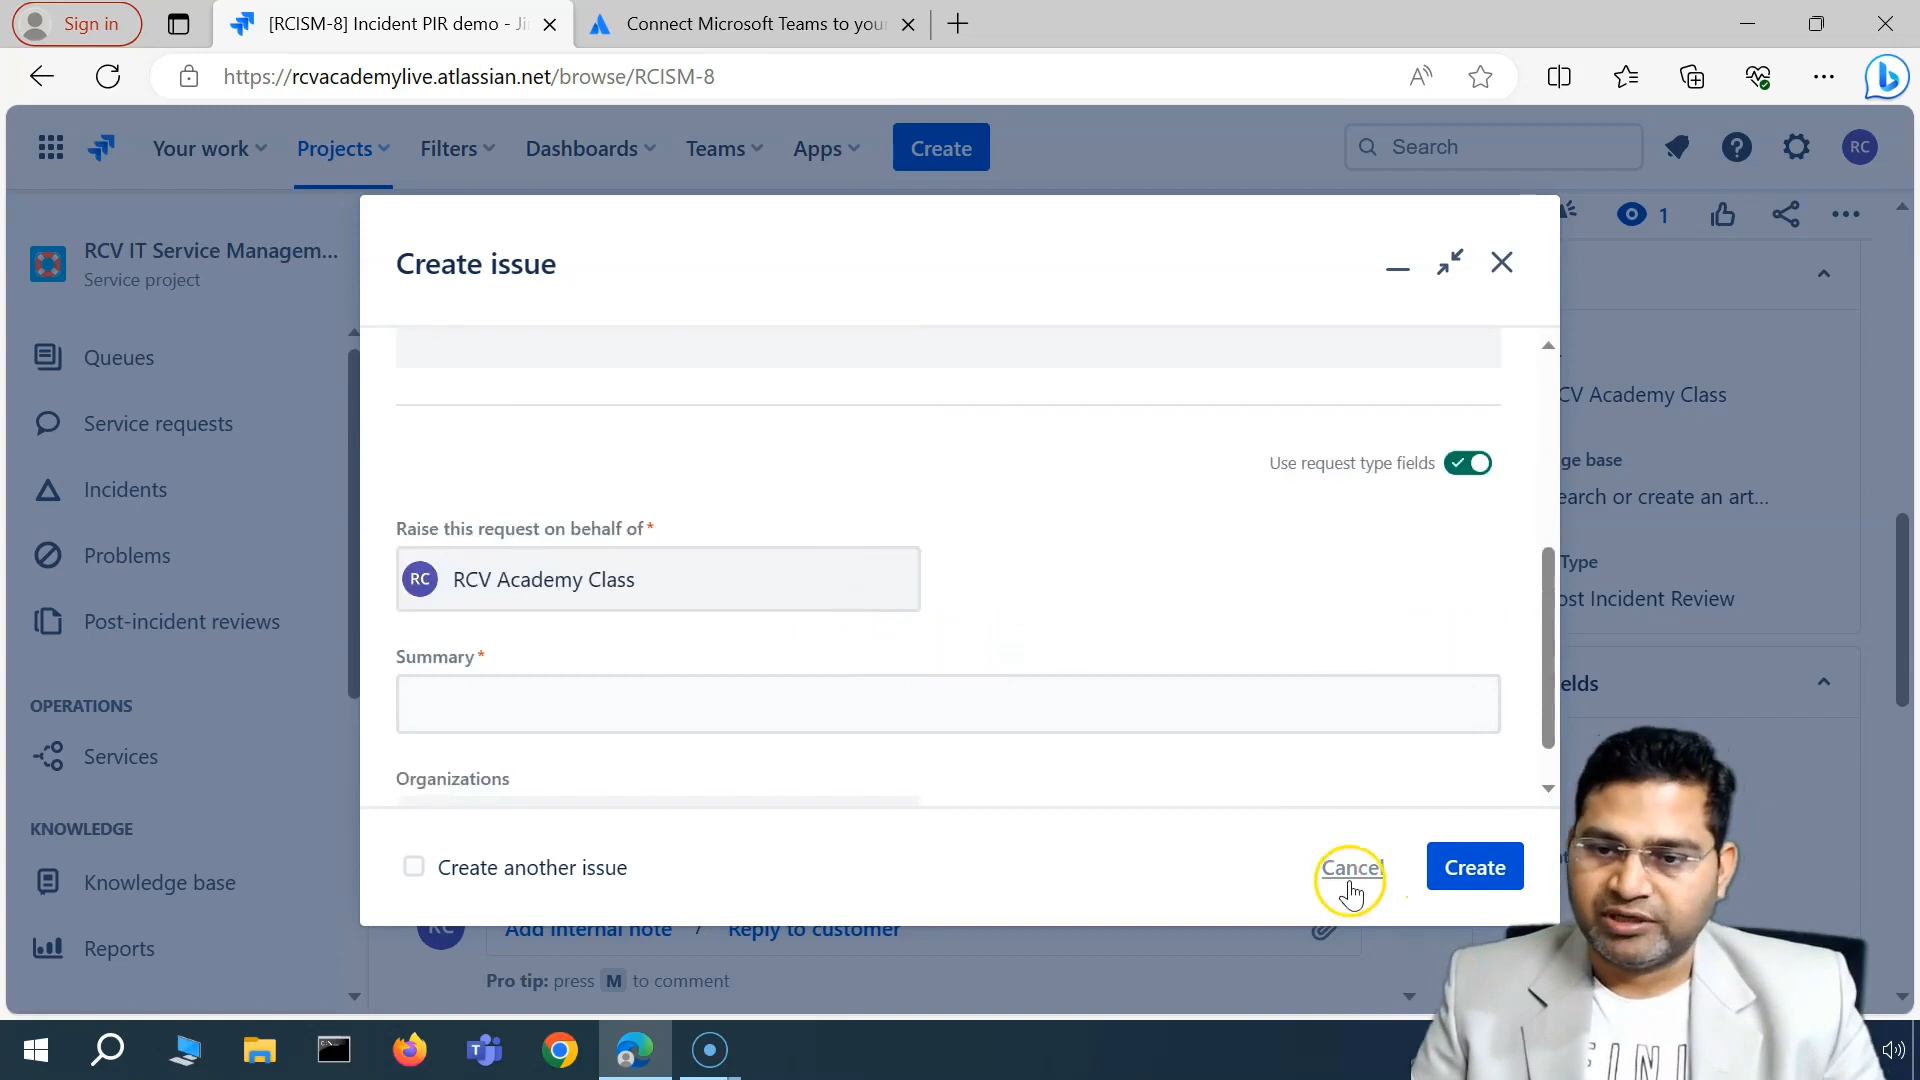 Sign in
[RCISM-8] Incident PIR demo - Ji
Connect Microsoft Teams to your
https://rcvacademylive.atlassian.net/browse/RCISM-8
Your work
Projects
Filters
Dashboards
Teams
Apps
Create
Search
RC
RCV IT Service Managem...
Service project
1
Create issue
Queues
Service requests
Incidents
Problems
Post-incident reviews
OPERATIONS
Services
KNOWLEDGE
Knowledge base
Reports
Use request type fields
Raise this request on behalf of*
RC RCV Academy Class
Summary*
Organizations
Create another issue
Cancel
Create
CV Academy Class
ge base
earch or create an art...
Type
ost Incident Review
elds
Add internal note / Reply to customer
Pro tip: press M to comment